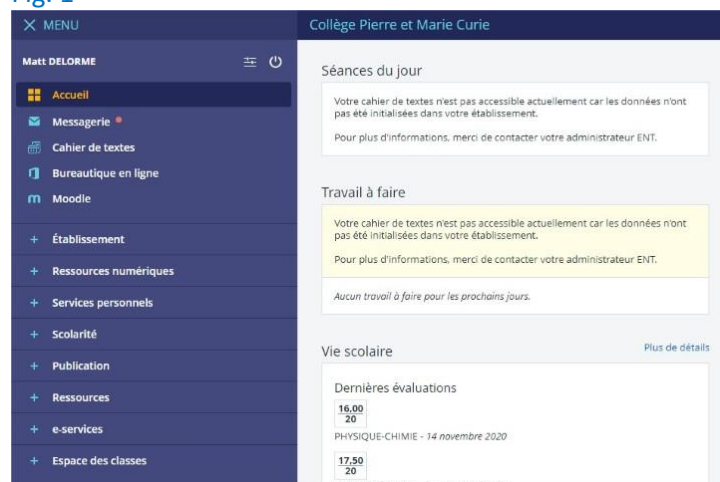 Fig. 2
MENU
Matt DELORME
Accueil
Messagerie
Cahier de textes
Bureautique en ligne
Moodle
+ Établissement
+ Ressources numériques
+ Services personnels
+ Scolarité
+ Publication
+ Ressources
+ e-services
+ Espace des classes
Collège Pierre et Marie Curie
Séances du jour
Votre cahier de textes n'est pas accessible actuellement car les données n'ont
pas été initialisées dans votre établissement.
Pour plus d'informations, merci de contacter votre administrateur ENT.
Travail à faire
Votre cahier de textes n'est pas accessible actuellement car les données n'ont
pas été initialisées dans votre établissement.
Pour plus d'informations, merci de contacter votre administrateur ENT.
Aucun travail à faire pour les prochains jours.
Vie scolaire
Plus de détails
Dernières évaluations
16,00
20
PHYSIQUE-CHIMIE - 14 novembre 2020
17,50
20